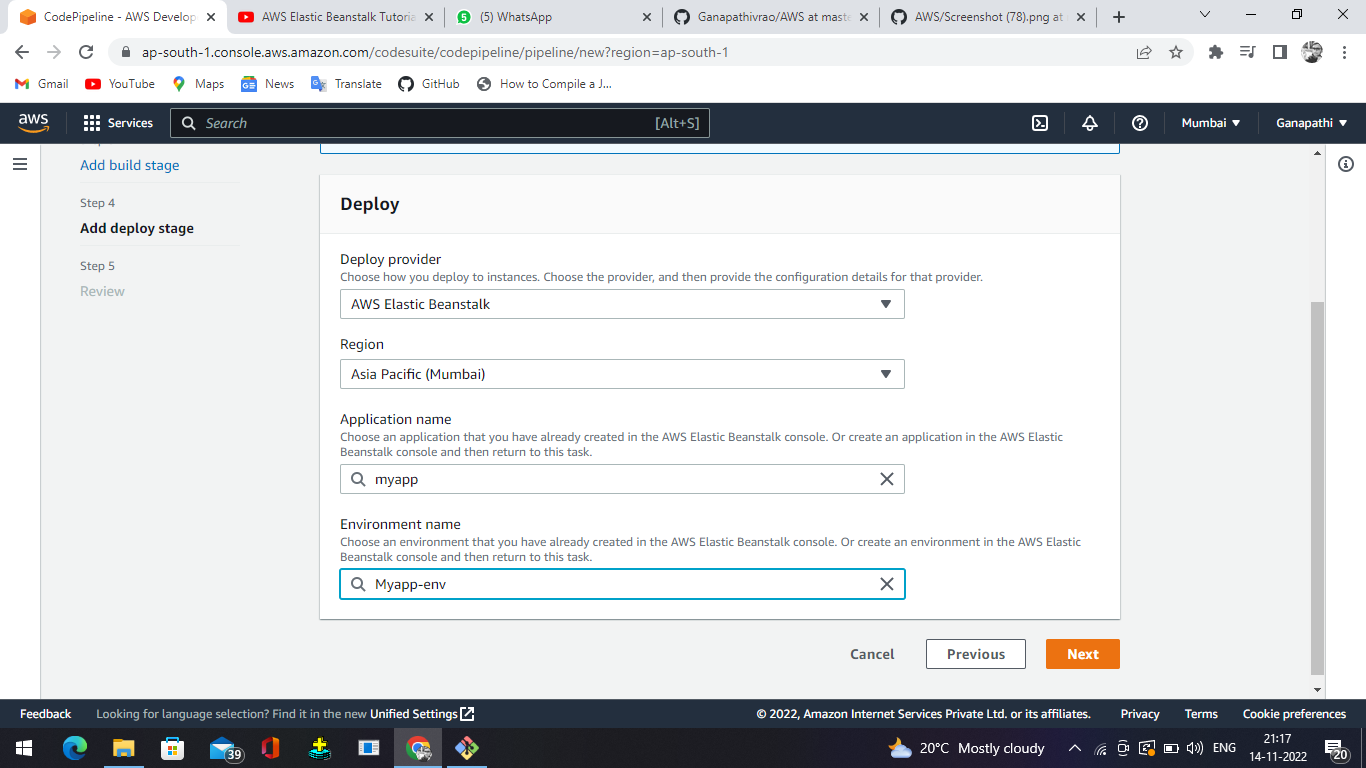 CodePipeline - AWS Develop
AWS Elastic Beanstalk Tutoria
(5) WhatsApp
Ganapathivrao/AWS at mast
AWS/Screenshot (78).png at
ap-south-1.console.aws.amazon.com/codesuite/codepipeline/pipeline/new?region=ap-south-1
Gmail
YouTube
Maps
News
Translate
GitHub
How to Compile a J...
aws
Services
Search
[Alt+S]
Mumbai
Ganapathi
Add build stage
Step 4
Add deploy stage
Step 5
Review
Deploy
Deploy provider
Choose how you deploy to instances. Choose the provider, and then provide the configuration details for that provider.
AWS Elastic Beanstalk
Region
Asia Pacific (Mumbai)
Application name
Choose an application that you have already created in the AWS Elastic Beanstalk console. Or create an application in the AWS Elastic
Beanstalk console and then return to this task.
myapp
Environment name
Choose an environment that you have already created in the AWS Elastic Beanstalk console. Or create an environment in the AWS Elastic
Beanstalk console and then return to this task.
Myapp-env
Cancel
Previous
Next
Feedback
Looking for language selection? Find it in the new Unified Settings
© 2022, Amazon Internet Services Private Ltd. or its affiliates.
Privacy
Terms
Cookie preferences
39
20°C Mostly cloudy
ENG
21:17
14-11-2022
20